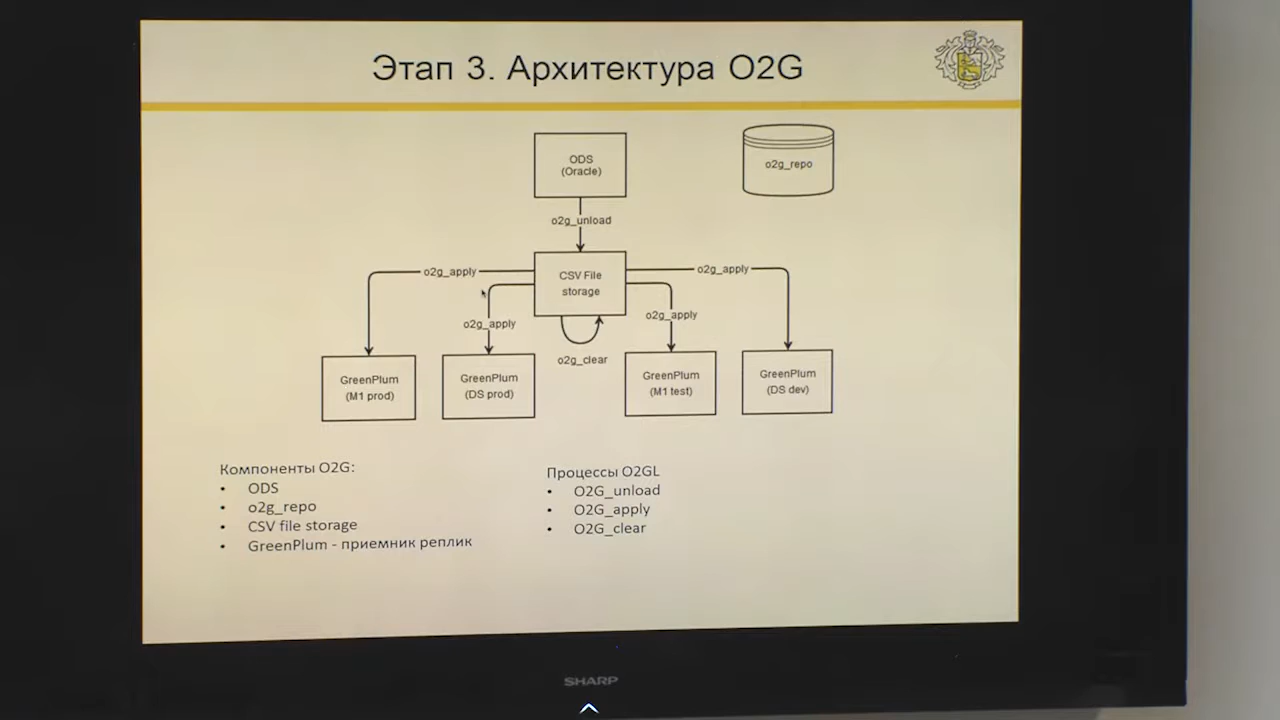 Этап 3. Архитектура O2G
ODS
(Oracle)
o2g_repo
o2g_unload
CSV File
storage
o2g_apply
o2g_apply
o2g_apply
o2g_apply
o2g_clear
GreenPlum
(M1 prod)
GreenPlum
(DS prod)
GreenPlum
(M1 test)
GreenPlum
(DS dev)
Компоненты O2G:
• ODS
• o2g_repo
• CSV file storage
• GreenPlum - приемник реплик
Процессы O2GL
• O2G_unload
• O2G_apply
• O2G_clear
SHARP